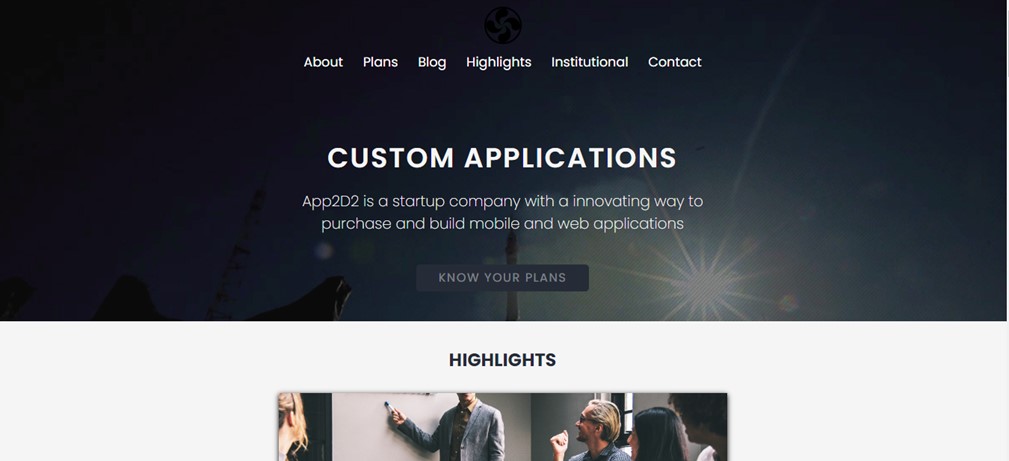 About Plans Blog Highlights Institutional Contact
CUSTOM APPLICATIONS
App2D2 is a startup company with a innovating way to
purchase and build mobile and web applications
KNOW YOUR PLANS
HIGHLIGHTS